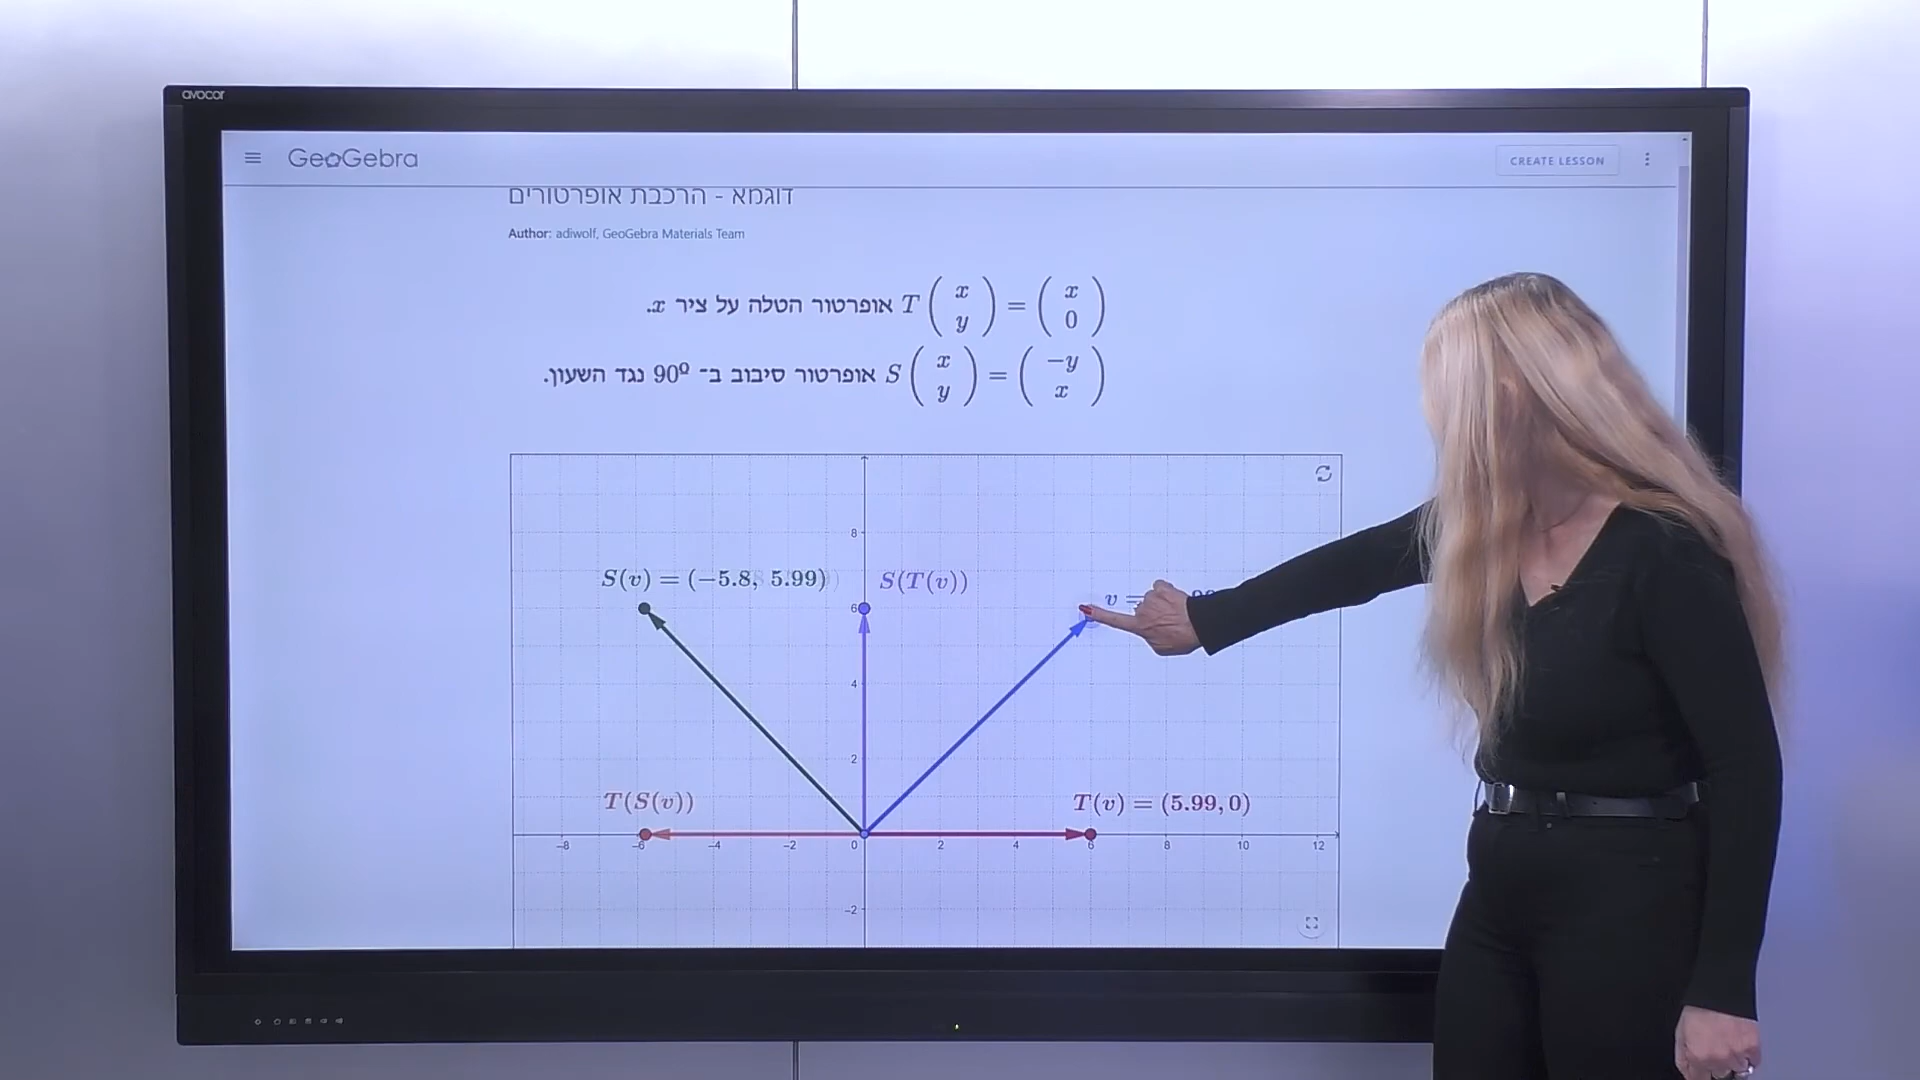 avocor
GeoGebra
CREATE LESSON
דוגמא - הרכבת אופרטורים
Author: adiwolf, GeoGebra Materials Team
T ( x y ) = ( x 0 ) אופרטור הטלה על ציר x.
S ( x y ) = ( −y x ) אופרטור סיבוב ב־ 90º נגד השעון.
8
S(v) = (−5.8, 5.99)
S(T(v))
v =
6
4
2
T(S(v))
T(v) = (5.99, 0)
−8 −6 −4 −2 0 2 4 6 8 10 12
−2